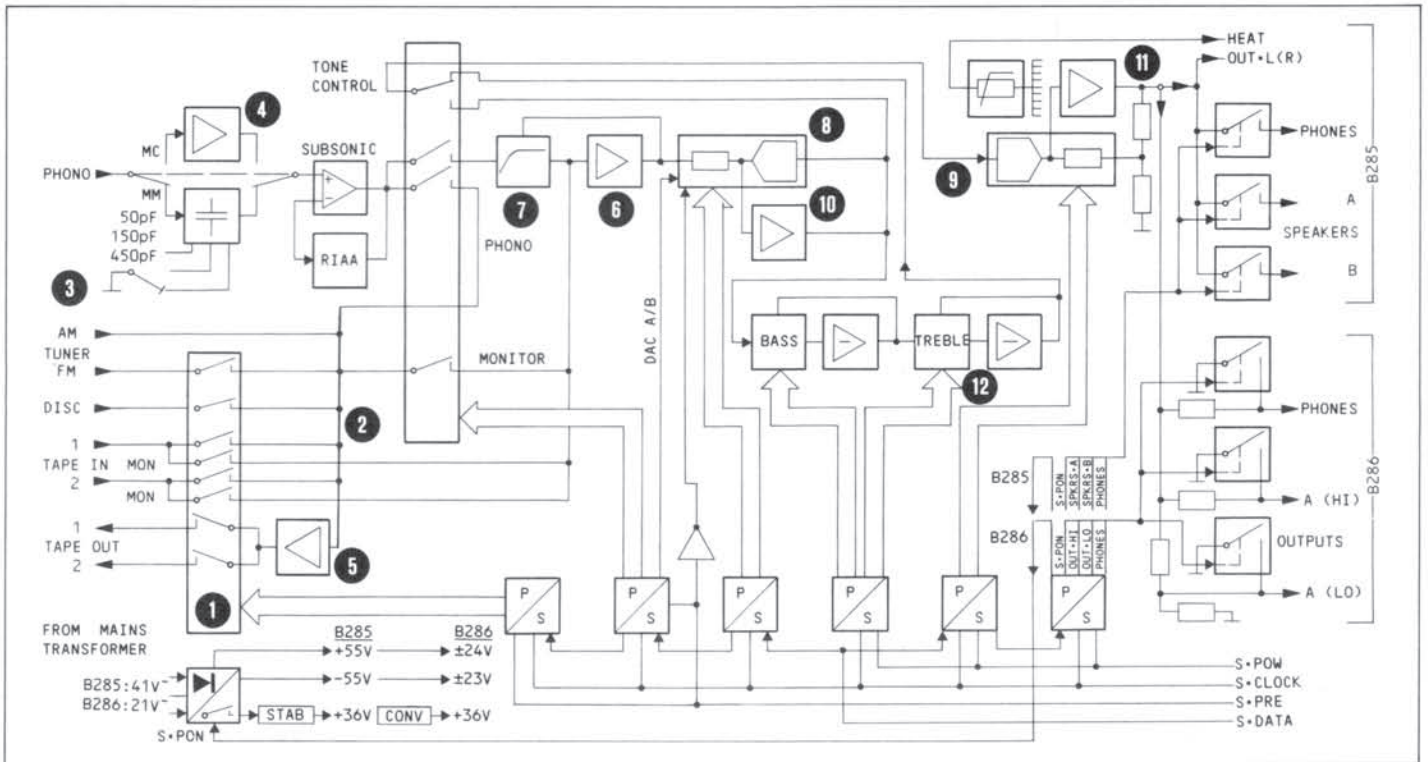 HEAT
OUT•L(R)
11
TONE
CONTROL
4
8
MC
SUBSONIC
PHONES
PHONO
+
-
9
B285
MM
7
6
10
A
50pF
SPEAKERS
150pF
PHONO
450pF
RIAA
B
3
DAC A/B
AM
BASS
-
TREBLE
-
TUNER
FM
MONITOR
12
DISC
2
PHONES
1
TAPE IN MON
B285
S•PON
SPKRS•A
SPKRS•B
PHONES
B286
2
MON
A (HI)
1
B286
S•PON
OUT•HI
OUT•LO
PHONES
OUTPUTS
TAPE OUT
2
5
P
S
P
S
P
S
P
S
P
S
P
S
A (LO)
1
FROM MAINS
TRANSFORMER
B285 B286
+55V ±24V
S•POW
B285:41V~
-55V ±23V
S•CLOCK
B286:21V~
S•PRE
STAB +36V CONV +36V
S•DATA
S•PON